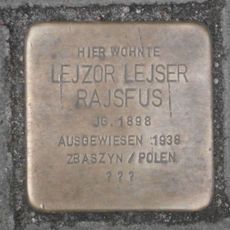 HIER WOHNTE
LEJZOR LEJSER
RAJSFUS
JG. 1898
AUSGEWIESEN 1938
ZBASZYN / POLEN
? ? ?